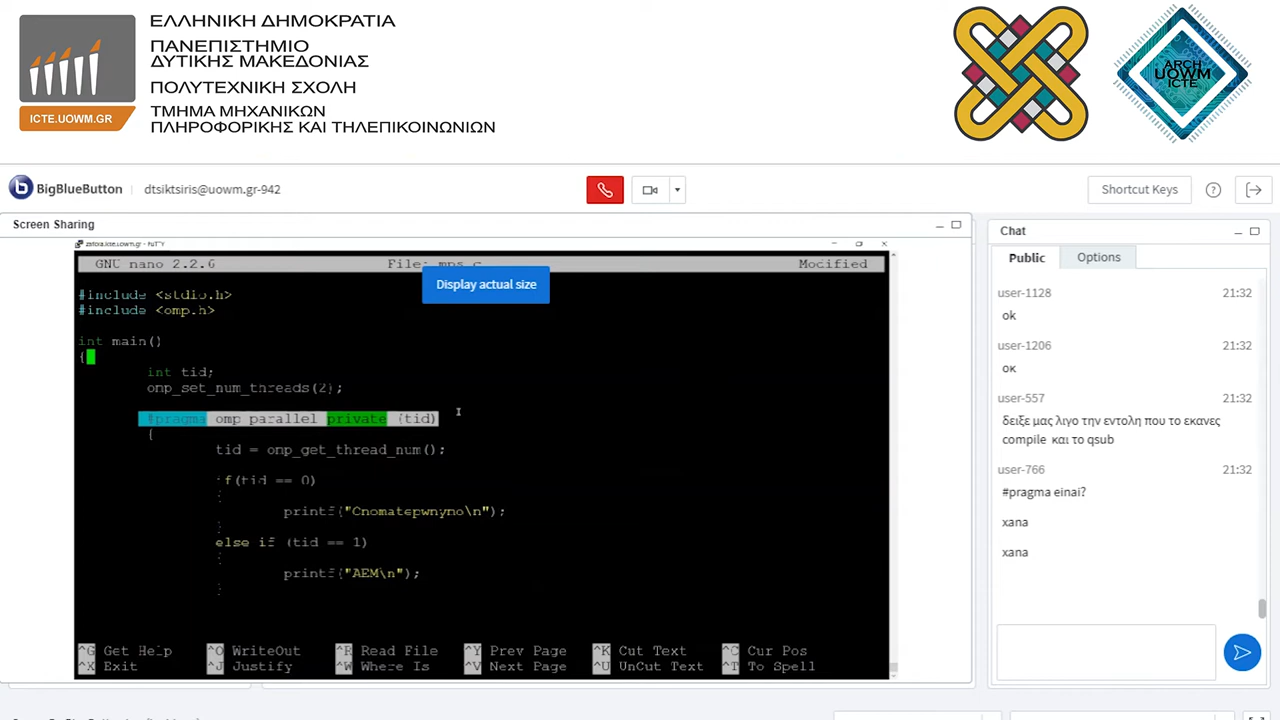 ΕΛΛΗΝΙΚΗ ΔΗΜΟΚΡΑΤΙΑ
ΠΑΝΕΠΙΣΤΗΜΙΟ
ΔΥΤΙΚΗΣ ΜΑΚΕΔΟΝΙΑΣ
ΠΟΛΥΤΕΧΝΙΚΗ ΣΧΟΛΗ
ΤΜΗΜΑ ΜΗΧΑΝΙΚΩΝ
ΠΛΗΡΟΦΟΡΙΚΗΣ ΚΑΙ ΤΗΛΕΠΙΚΟΙΝΩΝΙΩΝ
ICTE.UOWM.GR
ARCH
UOWM
ICTE
BigBlueButton dtsiktsiris@uowm.gr-942
Shortcut Keys
Screen Sharing
GNU nano 2.2.6 File: mps.c Modified
Display actual size
#include <stdio.h>
#include <omp.h>
int main()
{
int tid;
omp_set_num_threads(2);
#pragma omp parallel private (tid)
{
tid = omp_get_thread_num();
if(tid == 0)
printf("Onomatepwnymo\n");
else if (tid == 1)
printf("AEM\n");
^G Get Help ^O WriteOut ^R Read File ^Y Prev Page ^K Cut Text ^C Cur Pos
^X Exit ^J Justify ^W Where Is ^V Next Page ^U UnCut Text ^T To Spell
Chat
Public Options
user-1128 21:32
ok
user-1206 21:32
οκ
user-557 21:32
δειξε μας λιγο την εντολη που το εκανες
compile και το qsub
user-766 21:32
#pragma einai?
xana
xana